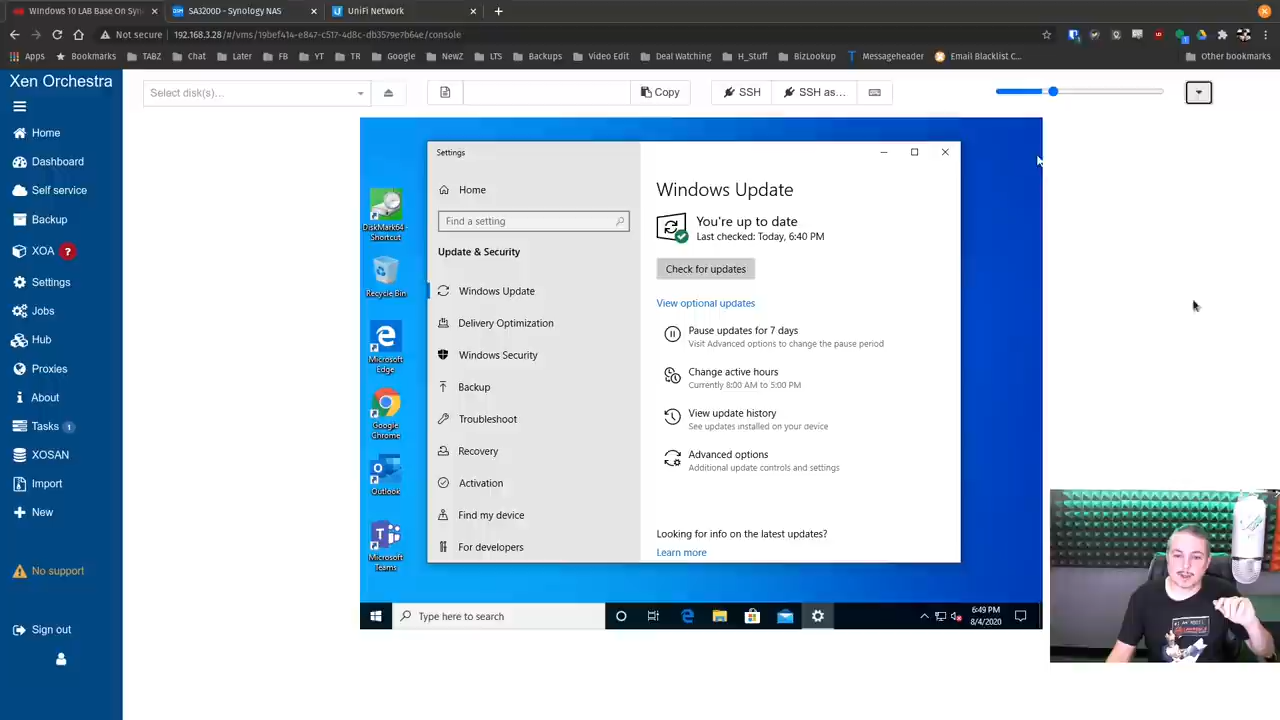 Windows 10 LAB Base On Syn
SA3200D - Synology NAS
UniFi Network
Not secure
192.168.3.28/#/vms/19bef414-e847-c517-4d8c-db3579e7b64e/console
Apps
Bookmarks
TABZ
Chat
Later
FB
YT
TR
Google
NewZ
LTS
Backups
Video Edit
Deal Watching
H_Stuff
BizLookup
Messageheader
Email Blacklist C...
Other bookmarks
Xen Orchestra
Home
Dashboard
Self service
Backup
XOA ?
Settings
Jobs
Hub
Proxies
About
Tasks 1
XOSAN
Import
New
No support
Sign out
Select disk(s)...
Copy
SSH
SSH as...
DiskMark64 -
Shortcut
Recycle Bin
Microsoft
Edge
Google
Chrome
Outlook
Microsoft
Teams
Settings
Home
Find a setting
Update & Security
Windows Update
Delivery Optimization
Windows Security
Backup
Troubleshoot
Recovery
Activation
Find my device
For developers
Windows Update
You're up to date
Last checked: Today, 6:40 PM
Check for updates
View optional updates
Pause updates for 7 days
Visit Advanced options to change the pause period
Change active hours
Currently 8:00 AM to 5:00 PM
View update history
See updates installed on your device
Advanced options
Additional update controls and settings
Looking for info on the latest updates?
Learn more
Type here to search
6:49 PM
8/4/2020